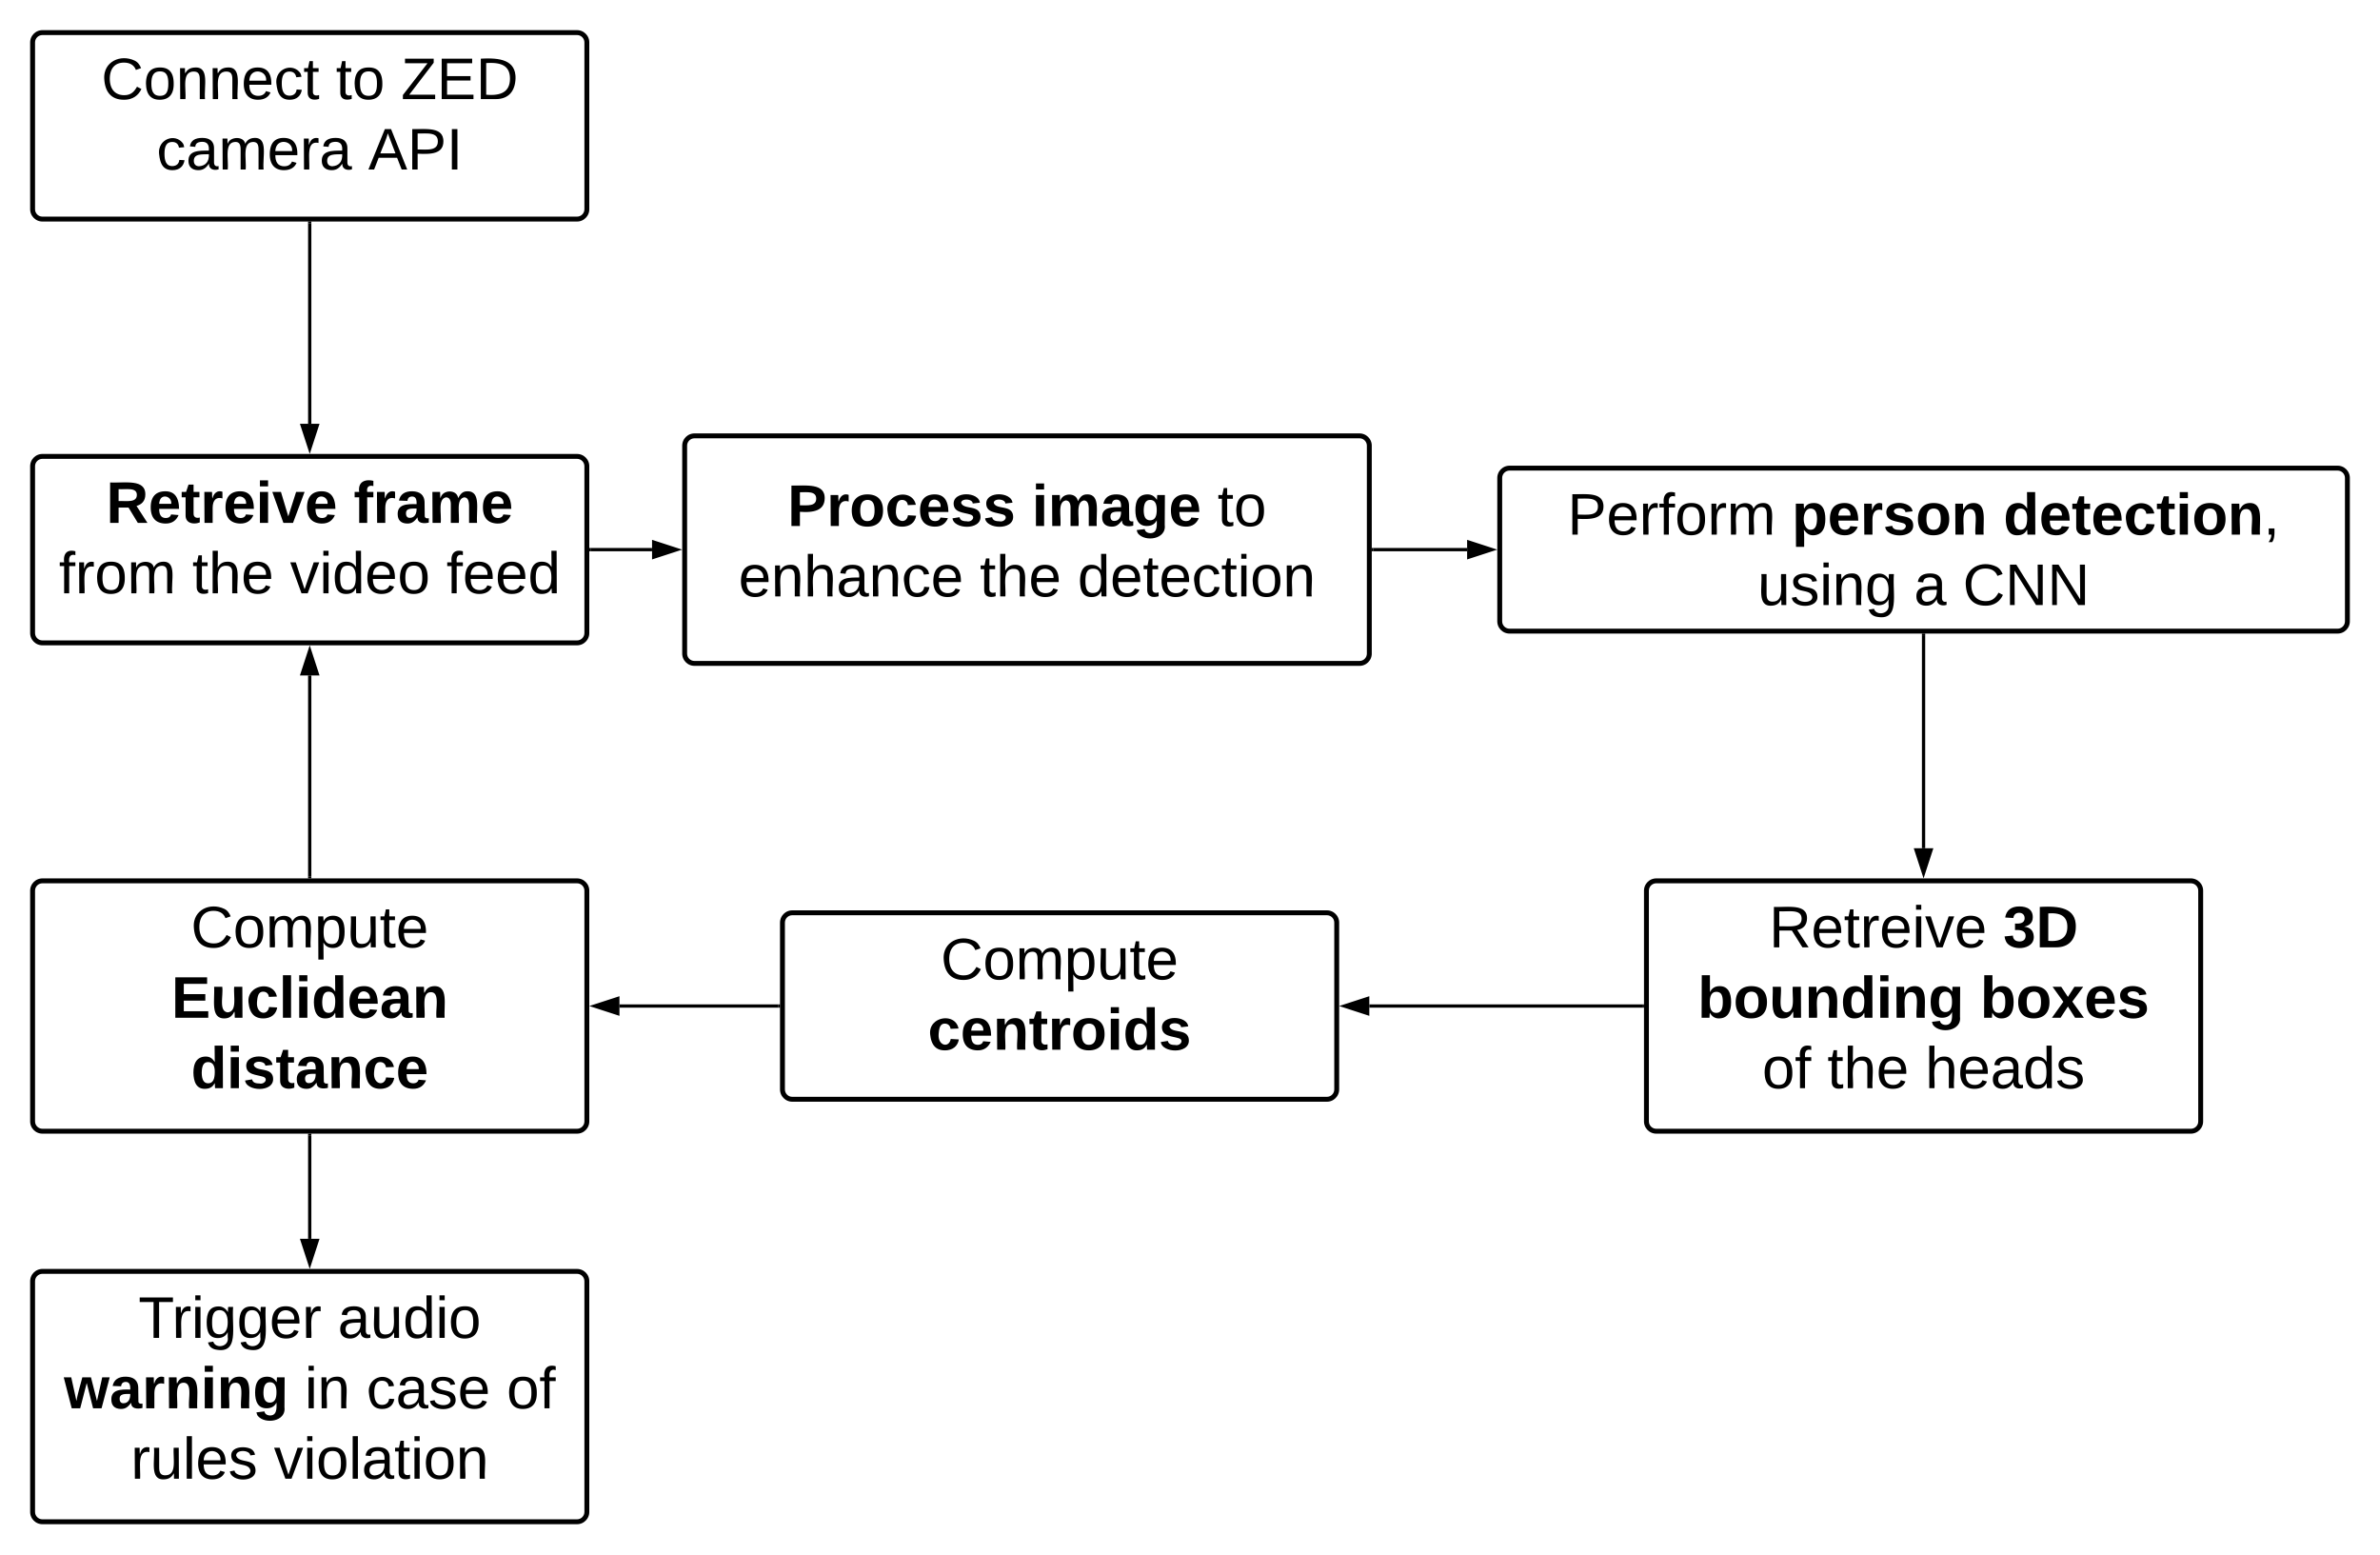 Connect to ZED
camera API
Retreive frame
from the video feed
Process image to
enhance the detection
Perform person detection,
using a CNN
Retreive 3D
bounding boxes
of the heads
Compute
centroids
Compute
Euclidean
distance
Trigger audio
warning in case of
rules violation